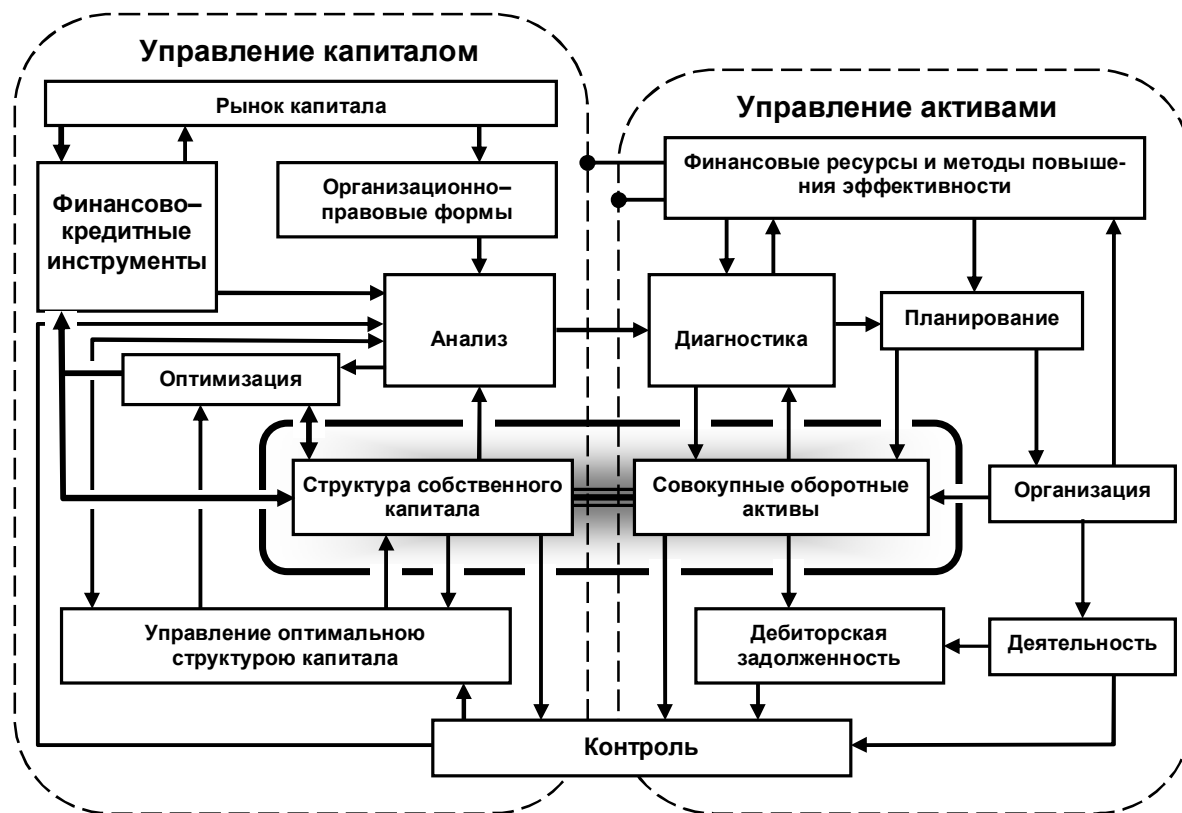 Управление капиталом
Рынок капитала
Финансово–
кредитные
инструменты
Организационно–
правовые формы
Анализ
Оптимизация
Структура собственного
капитала
Управление оптимальною
структурою капитала
Управление активами
Финансовые ресурсы и методы повыше-
ния эффективности
Диагностика
Планирование
Совокупные оборотные
активы
Организация
Дебиторская
задолженность
Деятельность
Контроль